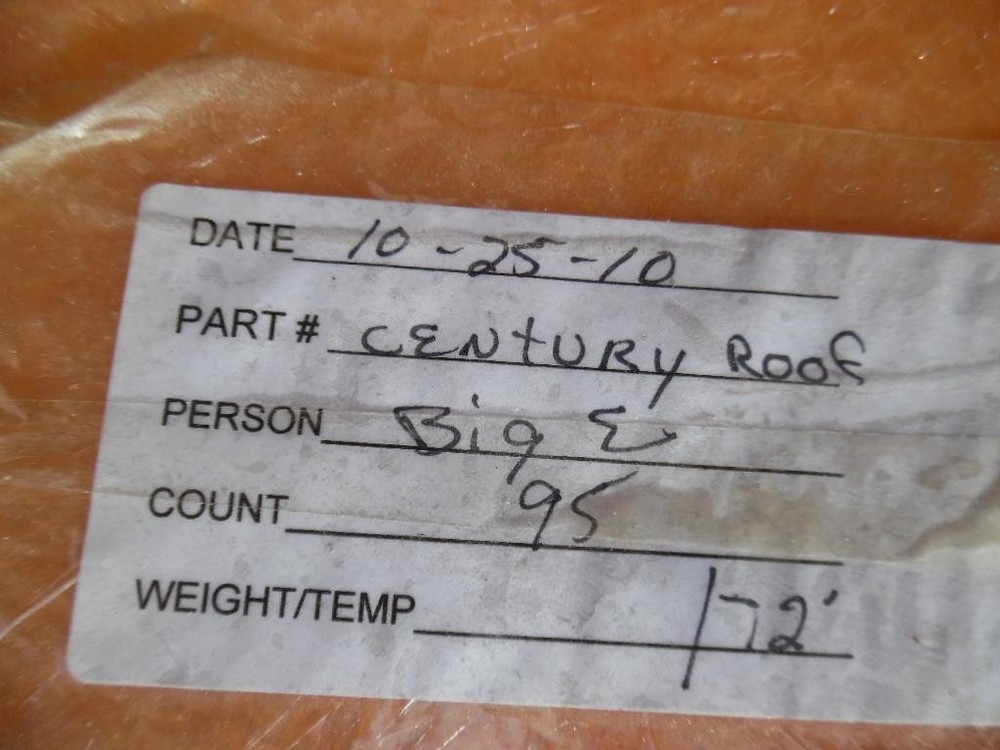 DATE 10-25-10
PART # CENTURY ROOF
PERSON Big E
COUNT 95
WEIGHT/TEMP 172'